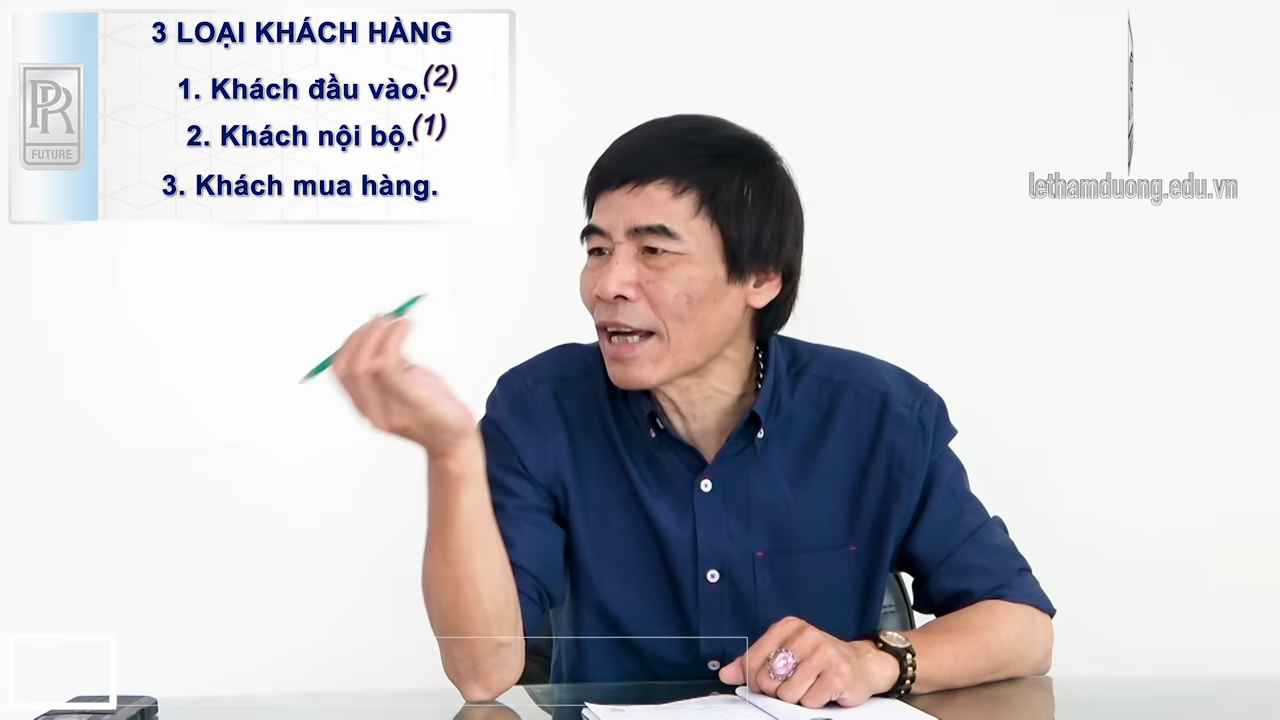 3 LOẠI KHÁCH HÀNG
1. Khách đầu vào.(2)
2. Khách nội bộ.(1)
3. Khách mua hàng.
PR
FUTURE
lethamduong.edu.vn